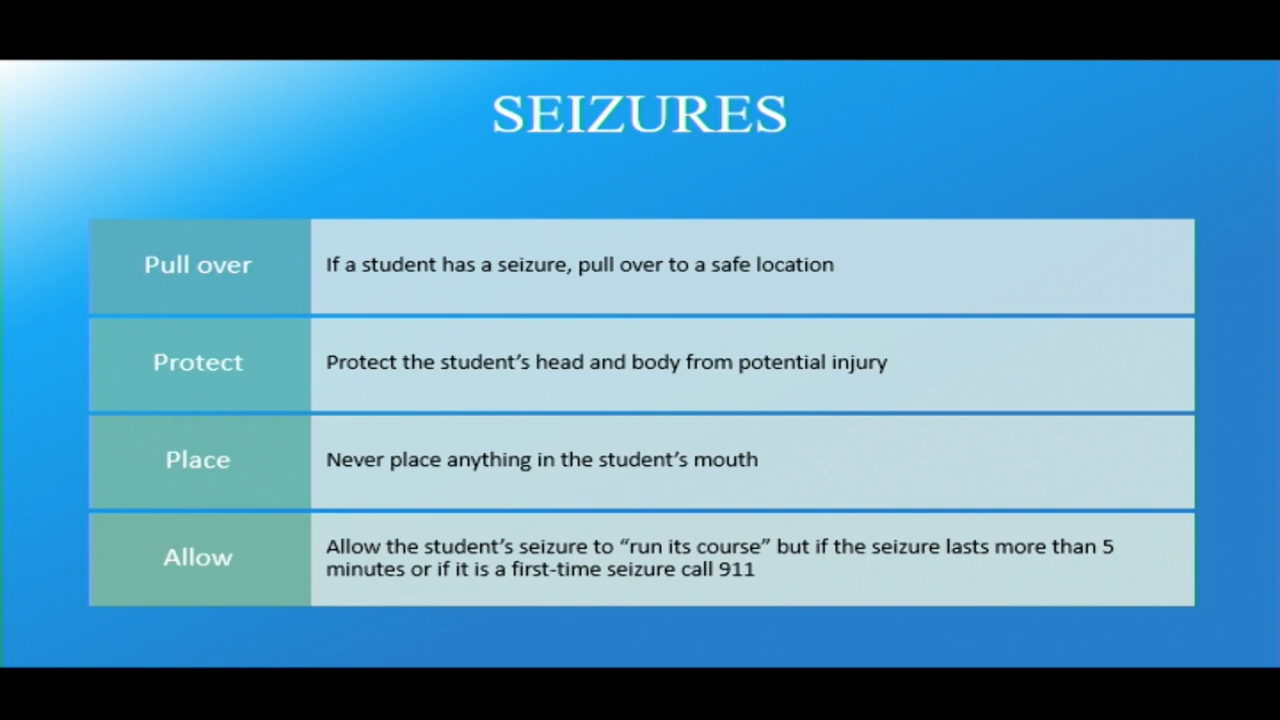 SEIZURES
Pull over
If a student has a seizure, pull over to a safe location
Protect
Protect the student’s head and body from potential injury
Place
Never place anything in the student’s mouth
Allow
Allow the student’s seizure to “run its course” but if the seizure lasts more than 5
minutes or if it is a first-time seizure call 911